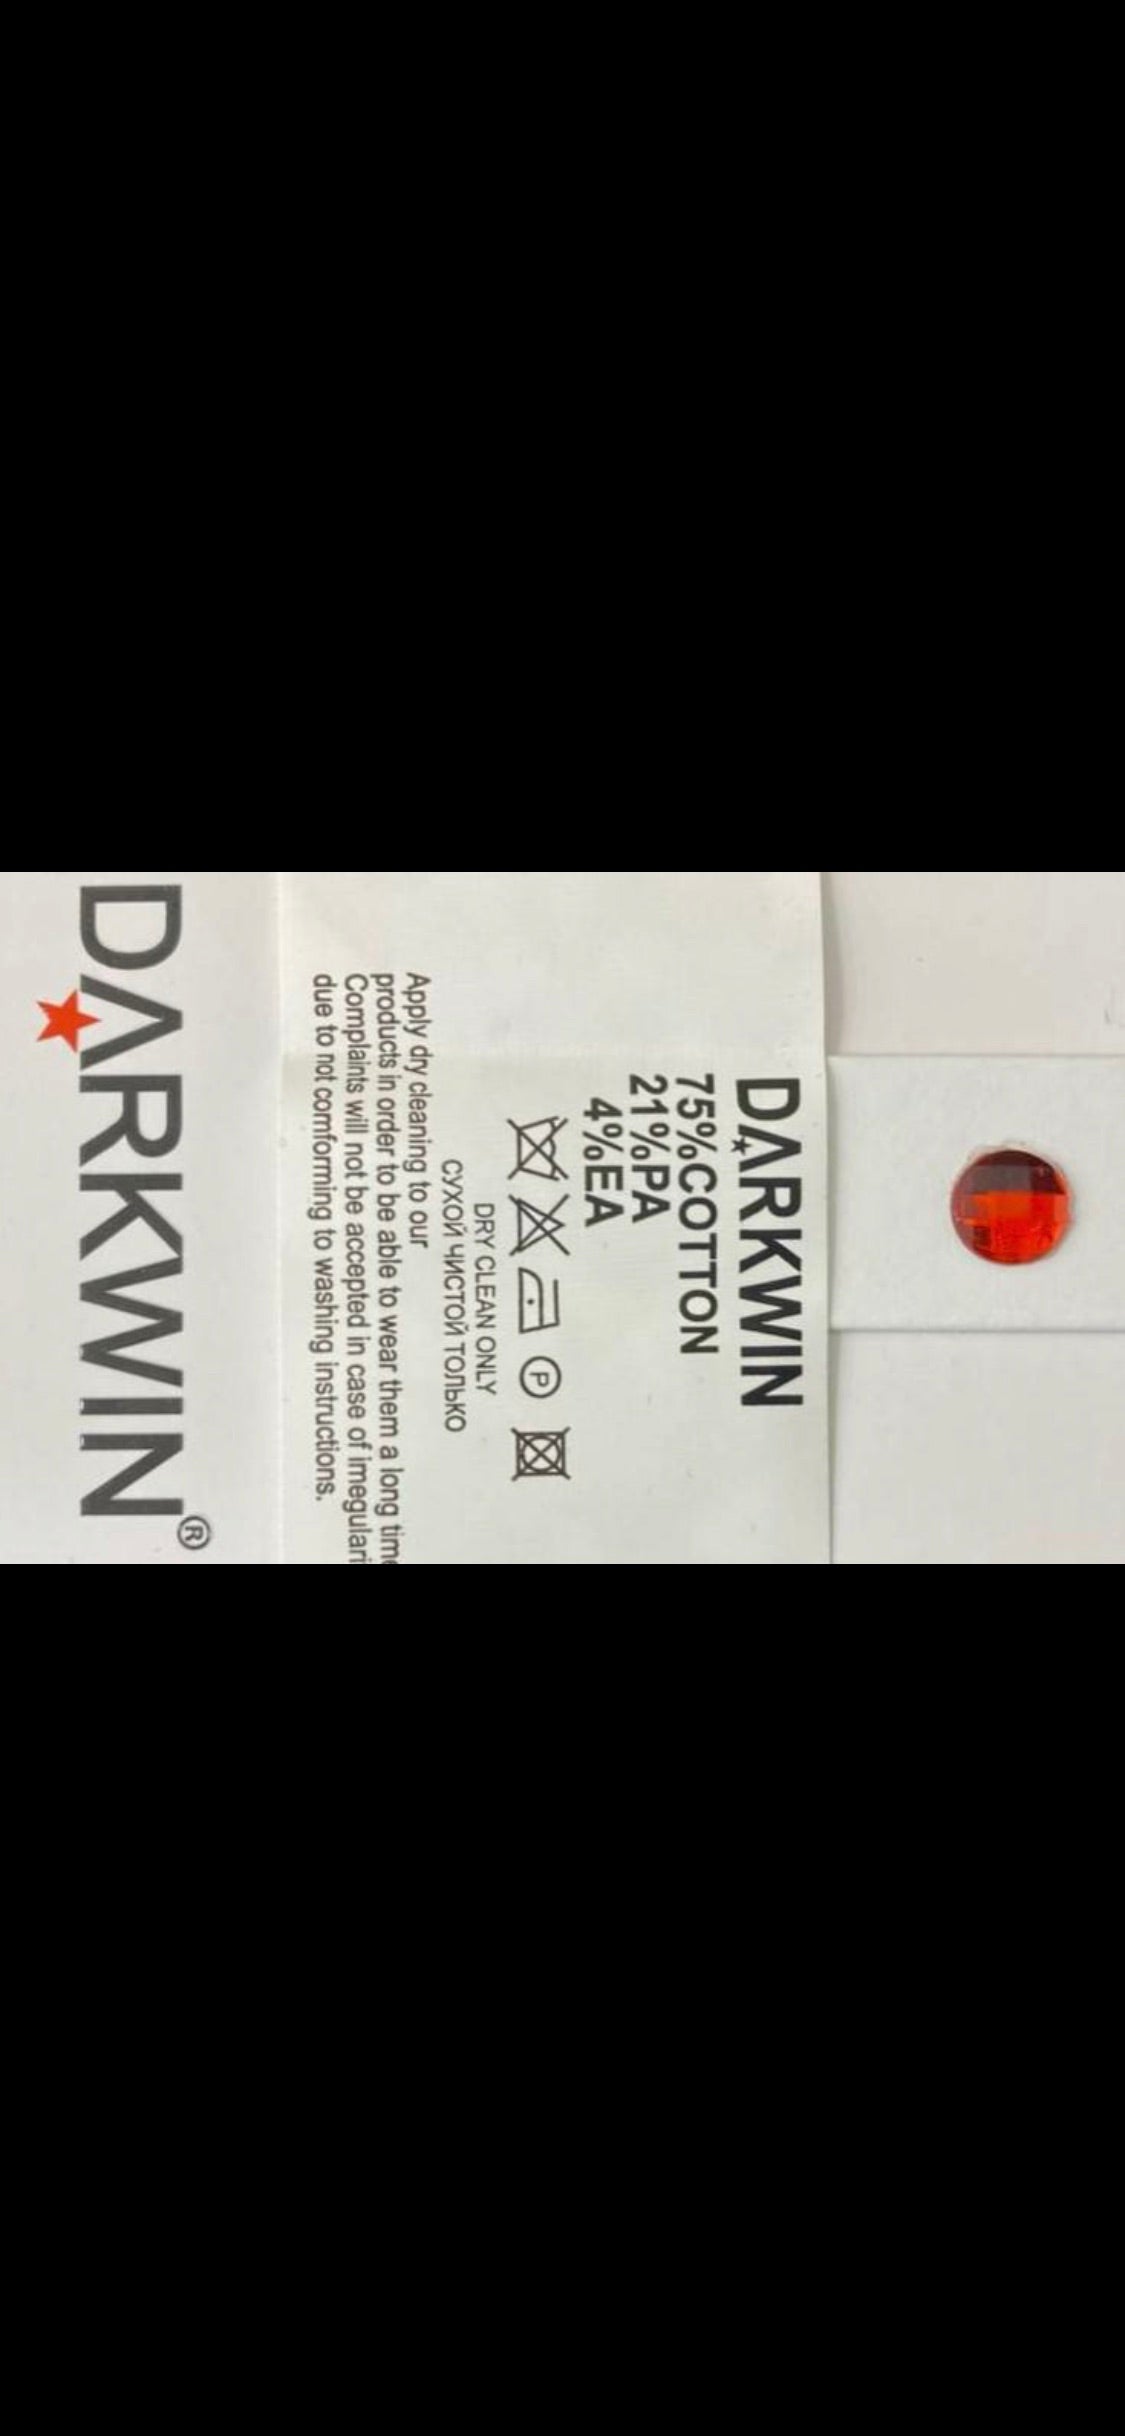 DARKWIN
75%COTTON
21%PA
4%EA
P
DRY CLEAN ONLY
СУХОЙ ЧИСТОЙ ТОЛЬКО
Apply dry cleaning to our
products in order to be able to wear them a long time
Complaints will not be accepted in case of imegulari
due to not comforming to washing instructions.
DARKWIN®